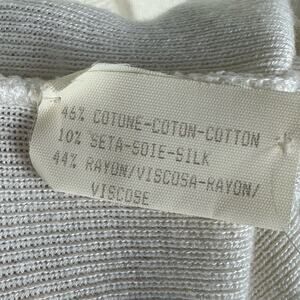 46% COTONE-COTON-COTTON
10% SETA-SOIE-SILK
44% RAYON/VISCOSA-RAYON/
VISCOSE